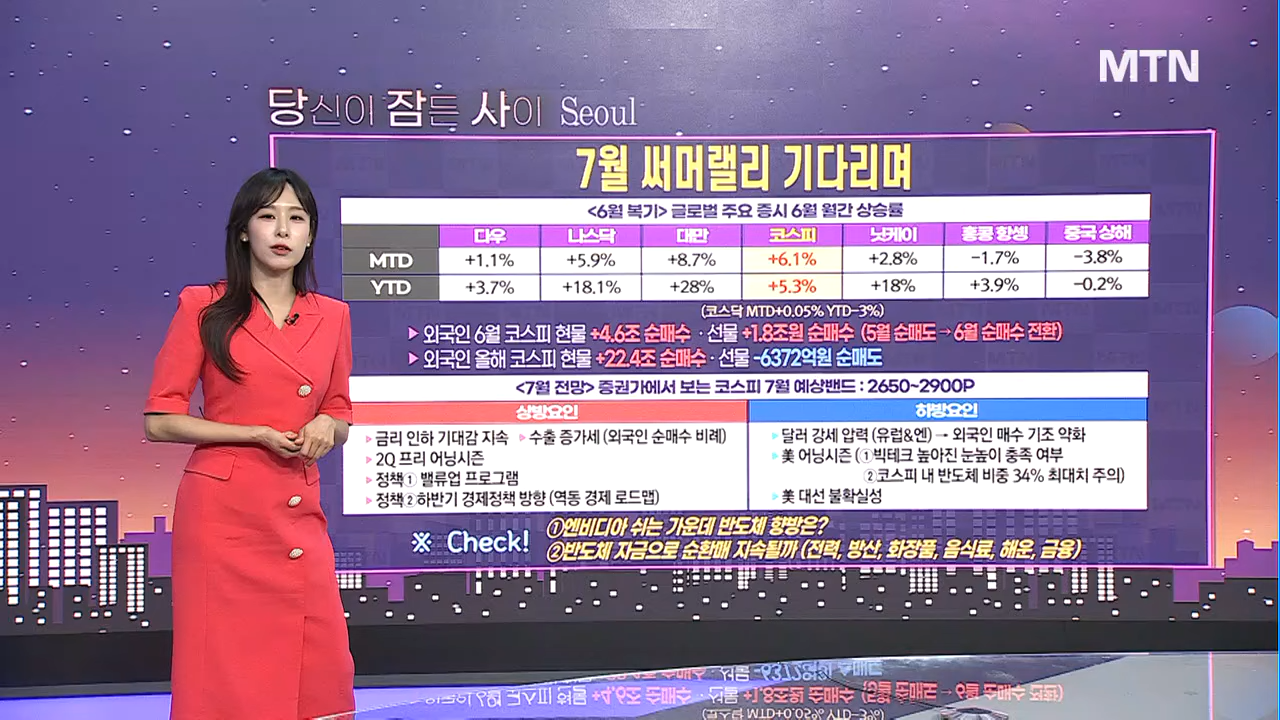 MTN
당신이 잠든 사이 Seoul
7월 써머랠리 기다리며
<6월 복기> 글로벌 주요 증시 6월 월간 상승률
다우 나스닥 대만 코스피 닛케이 홍콩 항셍 중국 상해
MTD +1.1% +5.9% +8.7% +6.1% +2.8% -1.7% -3.8%
YTD +3.7% +18.1% +28% +5.3% +18% +3.9% -0.2%
(코스닥 MTD+0.05% YTD-3%)
▶외국인 6월 코스피 현물 +4.6조 순매수 · 선물 +1.8조원 순매수 (5월 순매도→6월 순매수 전환)
▶외국인 올해 코스피 현물 +22.4조 순매수 · 선물 -6372억원 순매도
<7월 전망> 증권가에서 보는 코스피 7월 예상밴드 : 2650~2900P
상방요인
▶금리 인하 기대감 지속 ▶수출 증가세 (외국인 순매수 비례)
▶2Q 프리 어닝시즌
▶정책① 밸류업 프로그램
▶정책②하반기 경제정책 방향 (역동 경제 로드맵)
하방요인
▶달러 강세 압력 (유럽&엔) → 외국인 매수 기조 약화
▶美 어닝시즌 (①빅테크 높아진 눈높이 충족 여부
②코스피 내 반도체 비중 34% 최대치 주의)
▶美 대선 불확실성
※ Check!
①엔비디아 쉬는 가운데 반도체 향방은?
②반도체 자금으로 순환매 지속될까 (전력, 방산, 화장품, 음식료, 해운, 금융)